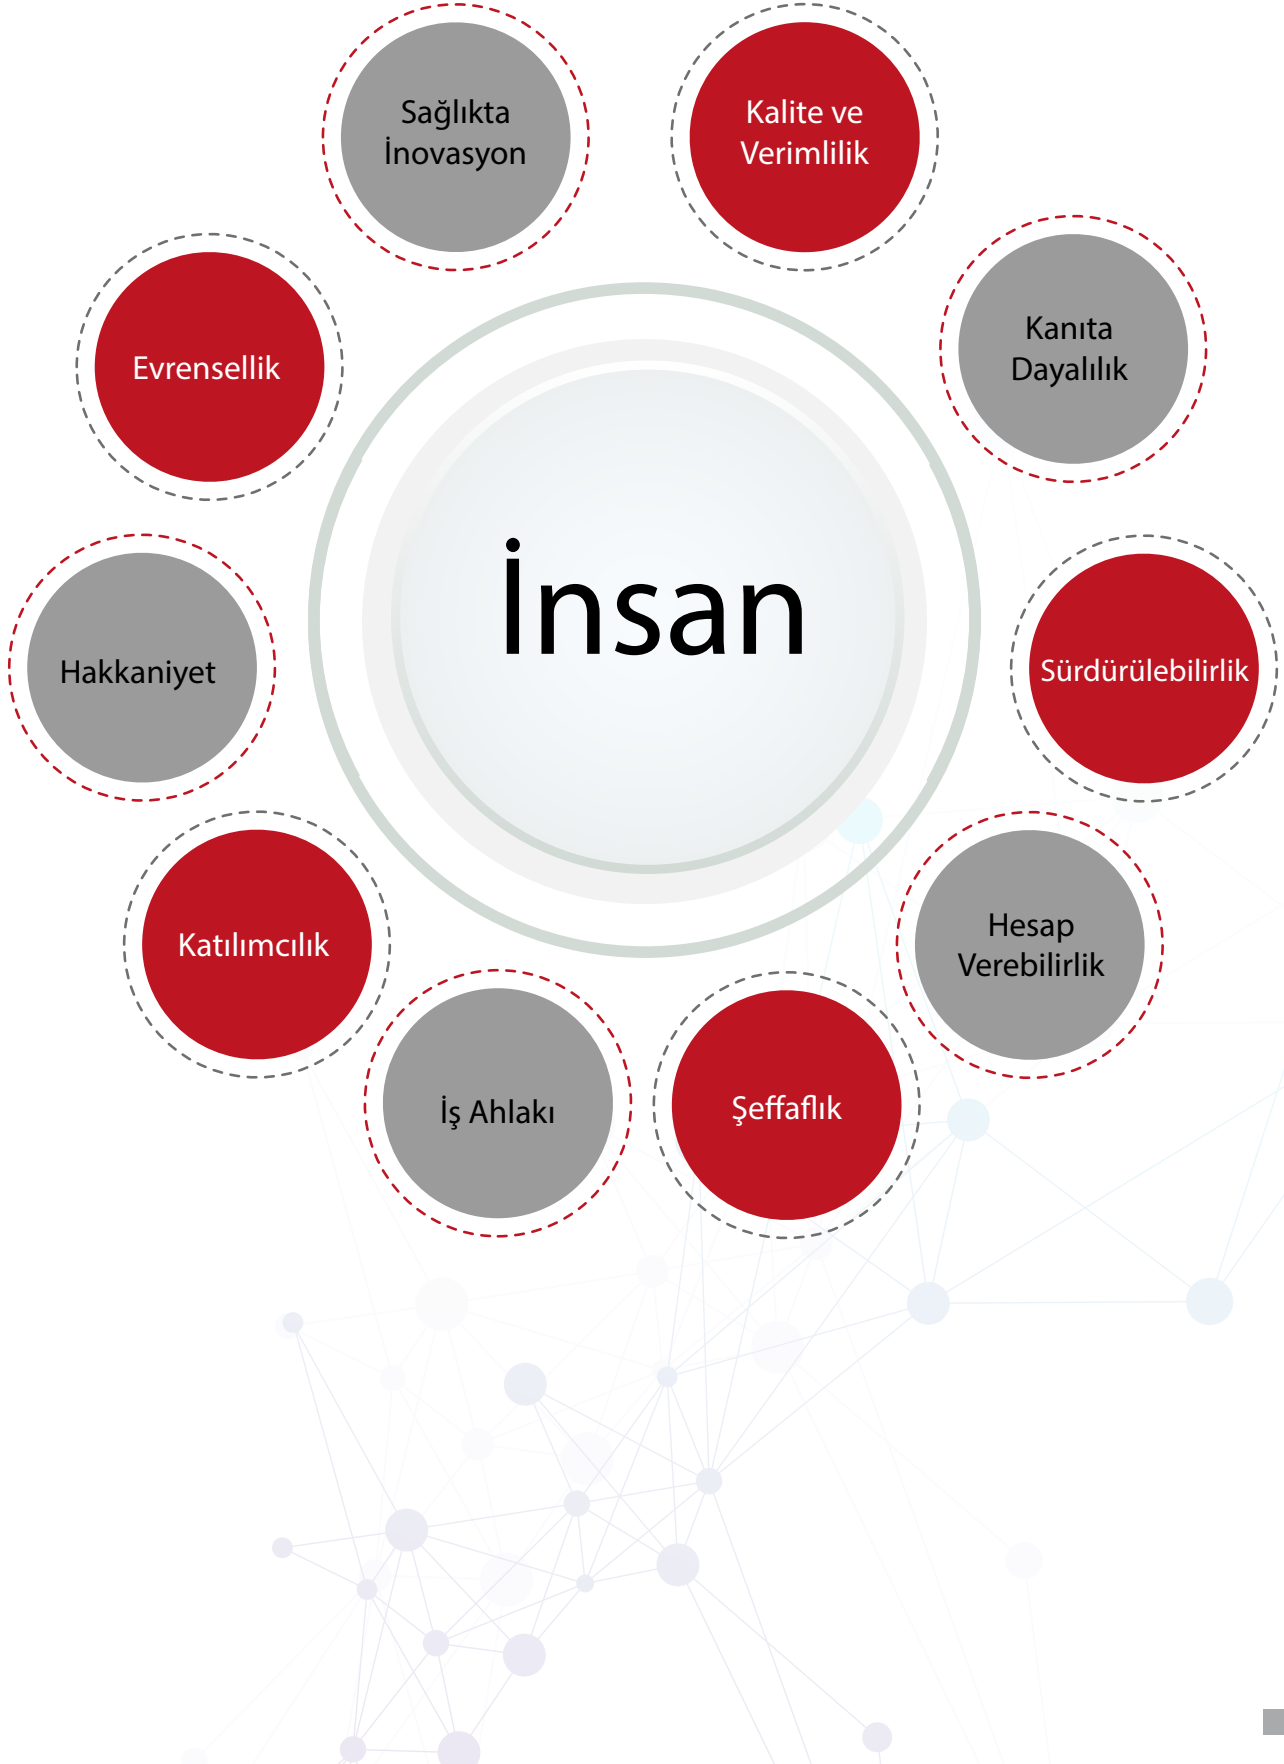 Sağlıkta
İnovasyon
Kalite ve
Verimlilik
Evrensellik
Kanıta
Dayalılık
İnsan
Hakkaniyet
Sürdürülebilirlik
Katılımcılık
Hesap
Verebilirlik
İş Ahlakı
Şeffaflık